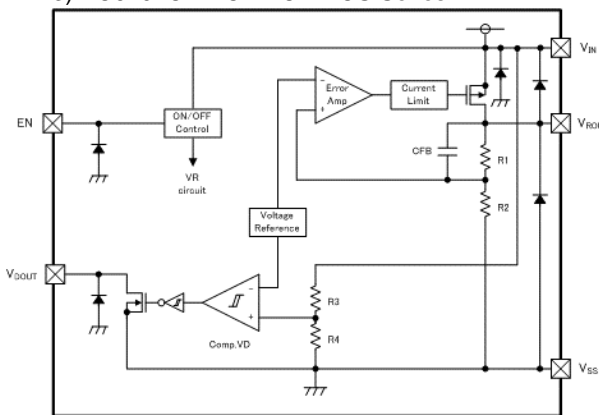 VIN
Error
Amp
Current
Limit
EN
ON/OFF
Control
CFB
R1
VR
circuit
R2
Voltage
Reference
VDOUT
R3
R4
Comp.VD
VSS
-
+
-
+